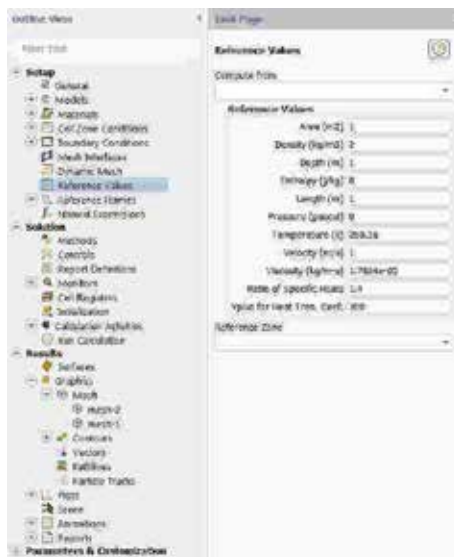 Outline View
Task Page
Filter Text
Reference Values
Setup
General
Models
Materials
Cell Zone Conditions
Boundary Conditions
Mesh Interfaces
Dynamic Mesh
Reference Values
Reference Frames
Named Expressions
Solution
Methods
Controls
Report Definitions
Monitors
Cell Registers
Initialization
Calculation Activities
Run Calculation
Results
Surfaces
Graphics
Mesh
mesh-2
mesh-1
Contours
Vectors
Pathlines
Particle Tracks
Plots
Scene
Animations
Reports
Parameters & Customization
Compute from
Reference Values
Area [m2] 1
Density [kg/m3] 2
Depth [m] 1
Enthalpy [J/kg] 0
Length [m] 1
Pressure [pascal] 0
Temperature [K]
Velocity [m/s] 1
Viscosity [kg/m-s]
Ratio of Specific Heats 1.4
Yplus for Heat Tran. Coef. 300
Reference Zone